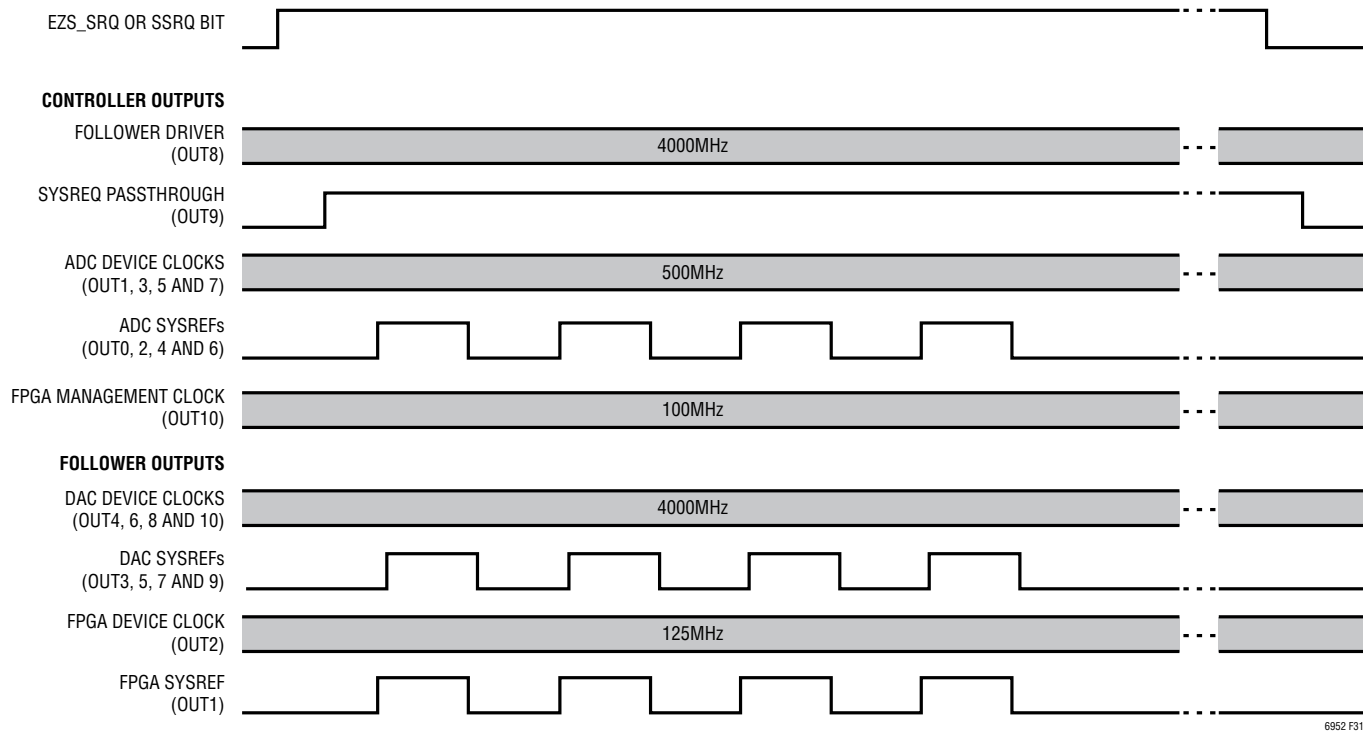 EZS_SRQ OR SSRQ BIT
CONTROLLER OUTPUTS
FOLLOWER DRIVER
(OUT8)
4000MHz
SYSREQ PASSTHROUGH
(OUT9)
ADC DEVICE CLOCKS
(OUT1, 3, 5 AND 7)
500MHz
ADC SYSREFs
(OUT0, 2, 4 AND 6)
FPGA MANAGEMENT CLOCK
(OUT10)
100MHz
FOLLOWER OUTPUTS
DAC DEVICE CLOCKS
(OUT4, 6, 8 AND 10)
4000MHz
DAC SYSREFs
(OUT3, 5, 7 AND 9)
FPGA DEVICE CLOCK
(OUT2)
125MHz
FPGA SYSREF
(OUT1)
6952 F31